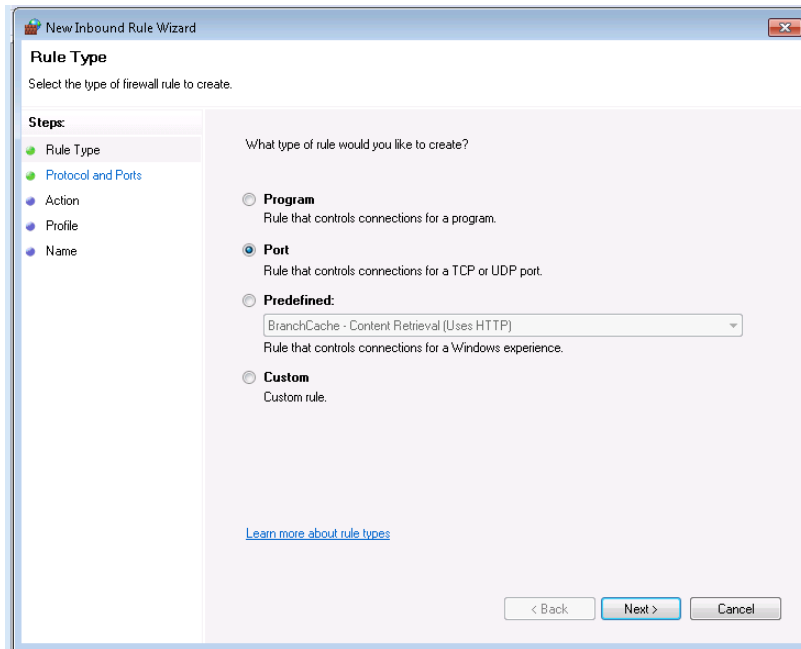 New Inbound Rule Wizard
Rule Type
Select the type of firewall rule to create.
Steps:
Rule Type
Protocol and Ports
Action
Profile
Name
What type of rule would you like to create?
Program
Rule that controls connections for a program.
Port
Rule that controls connections for a TCP or UDP port.
Predefined:
BranchCache - Content Retrieval (Uses HTTP)
Rule that controls connections for a Windows experience.
Custom
Custom rule.
Learn more about rule types
< Back Next > Cancel